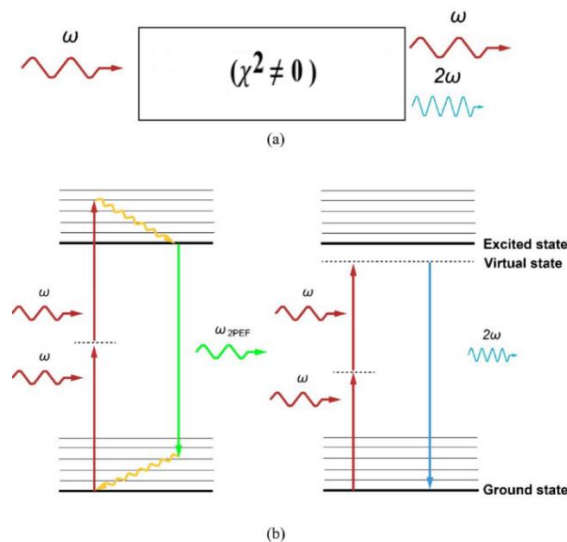 ω
ω
(χ² ≠ 0)
2ω
(a)
Excited state
Virtual state
ω
ω
ω2PEF
2ω
ω
ω
Ground state
(b)